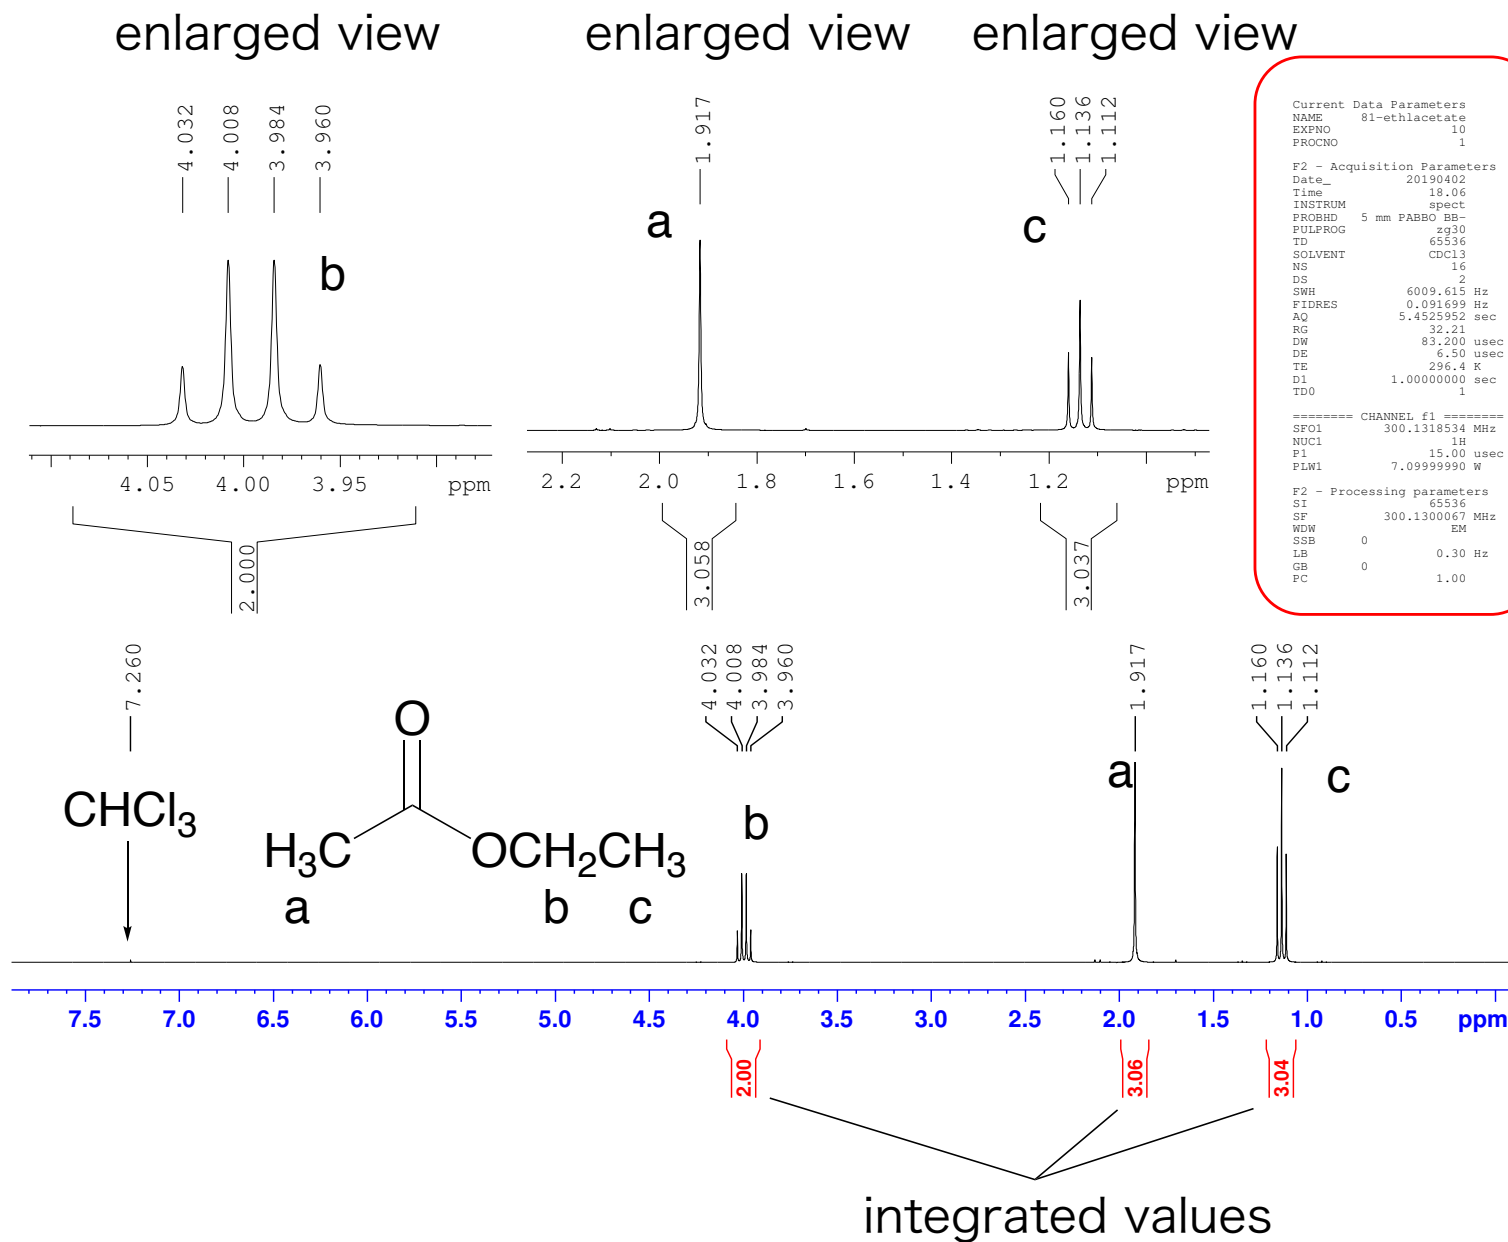 enlarged view
enlarged view
enlarged view
4.032
4.008
3.984
3.960
b
4.05 4.00 3.95 ppm
2.000
1.917
a
1.160
1.136
1.112
c
2.2 2.0 1.8 1.6 1.4 1.2 ppm
3.058
3.037
Current Data Parameters
NAME 81-ethlacetate
EXPNO 10
PROCNO 1
F2 - Acquisition Parameters
Date_ 20190402
Time 18.06
INSTRUM spect
PROBHD 5 mm PABBO BB-
PULPROG zg30
TD 65536
SOLVENT CDCl3
NS 16
DS 2
SWH 6009.615 Hz
FIDRES 0.091699 Hz
AQ 5.4525952 sec
RG 32.21
DW 83.200 usec
DE 6.50 usec
TE 296.4 K
D1 1.00000000 sec
TD0 1
======== CHANNEL f1 ========
SFO1 300.1318534 MHz
NUC1 1H
P1 15.00 usec
PLW1 7.09999990 W
F2 - Processing parameters
SI 65536
SF 300.1300067 MHz
WDW EM
SSB 0
LB 0.30 Hz
GB 0
PC 1.00
7.260
4.032
4.008
3.984
3.960
1.917
1.160
1.136
1.112
CHCl3
O
H3C OCH2CH3
a b c
b
a
c
7.5 7.0 6.5 6.0 5.5 5.0 4.5 4.0 3.5 3.0 2.5 2.0 1.5 1.0 0.5 ppm
2.00
3.06
3.04
integrated values